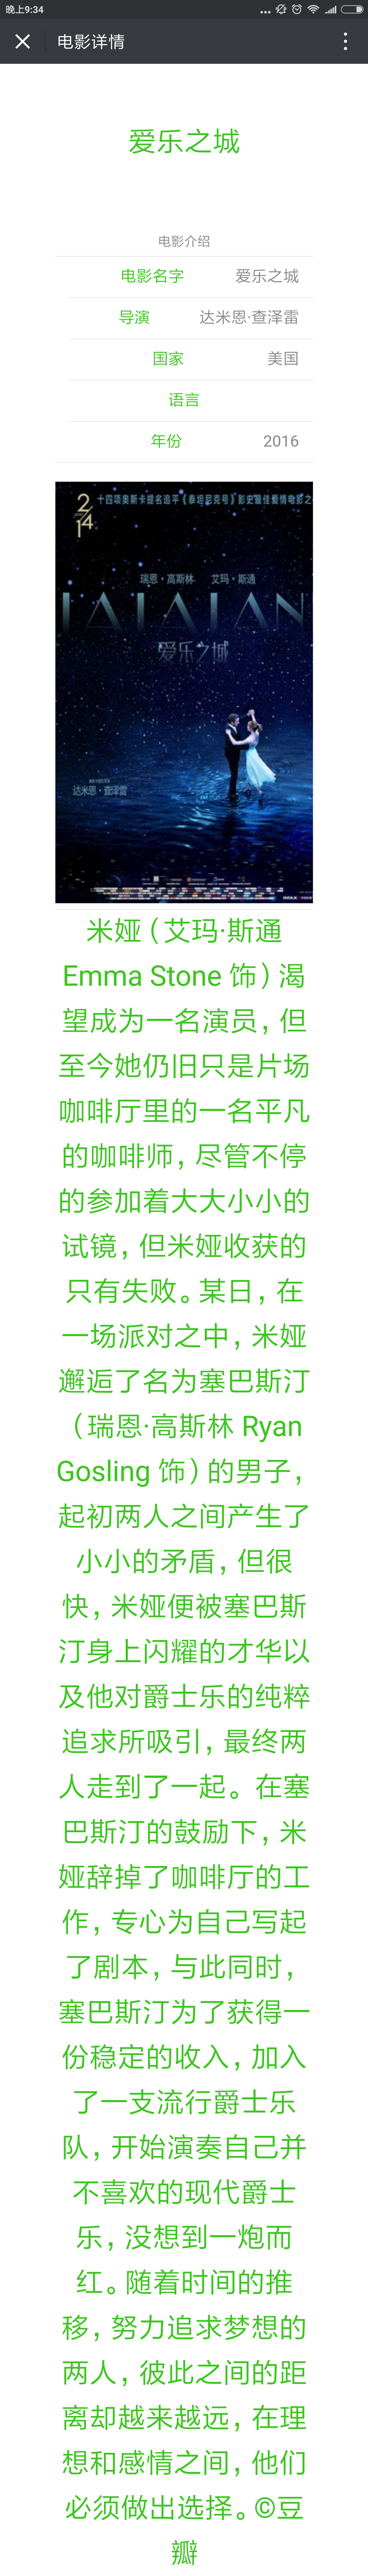 晚上9:34
电影详情
爱乐之城
电影介绍
电影名字 爱乐之城
导演 达米恩·查泽雷
国家 美国
语言
年份 2016
2/14 十四项奥斯卡提名追平《泰坦尼克号》影史最佳爱情电影之
瑞恩·高斯林 艾玛·斯通
LALALAN
爱乐之城
达米恩·查泽雷
米娅（艾玛·斯通
Emma Stone 饰）渴
望成为一名演员，但
至今她仍旧只是片场
咖啡厅里的一名平凡
的咖啡师，尽管不停
的参加着大大小小的
试镜，但米娅收获的
只有失败。某日，在
一场派对之中，米娅
邂逅了名为塞巴斯汀
（瑞恩·高斯林 Ryan
Gosling 饰）的男子，
起初两人之间产生了
小小的矛盾，但很
快，米娅便被塞巴斯
汀身上闪耀的才华以
及他对爵士乐的纯粹
追求所吸引，最终两
人走到了一起。在塞
巴斯汀的鼓励下，米
娅辞掉了咖啡厅的工
作，专心为自己写起
了剧本，与此同时，
塞巴斯汀为了获得一
份稳定的收入，加入
了一支流行爵士乐
队，开始演奏自己并
不喜欢的现代爵士
乐，没想到一炮而
红。随着时间的推
移，努力追求梦想的
两人，彼此之间的距
离却越来越远，在理
想和感情之间，他们
必须做出选择。©豆
瓣